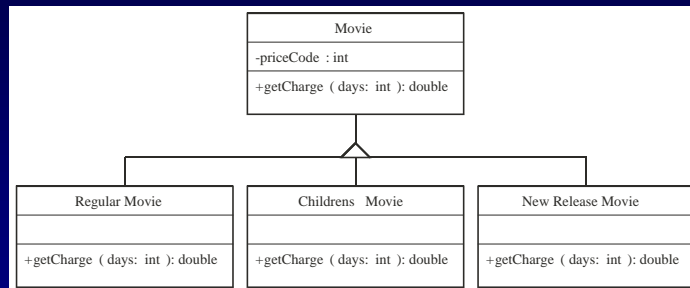 Movie
-priceCode : int
+getCharge ( days: int ): double
Regular Movie
Childrens Movie
New Release Movie
+getCharge ( days: int ): double
+getCharge ( days: int ): double
+getCharge ( days: int ): double